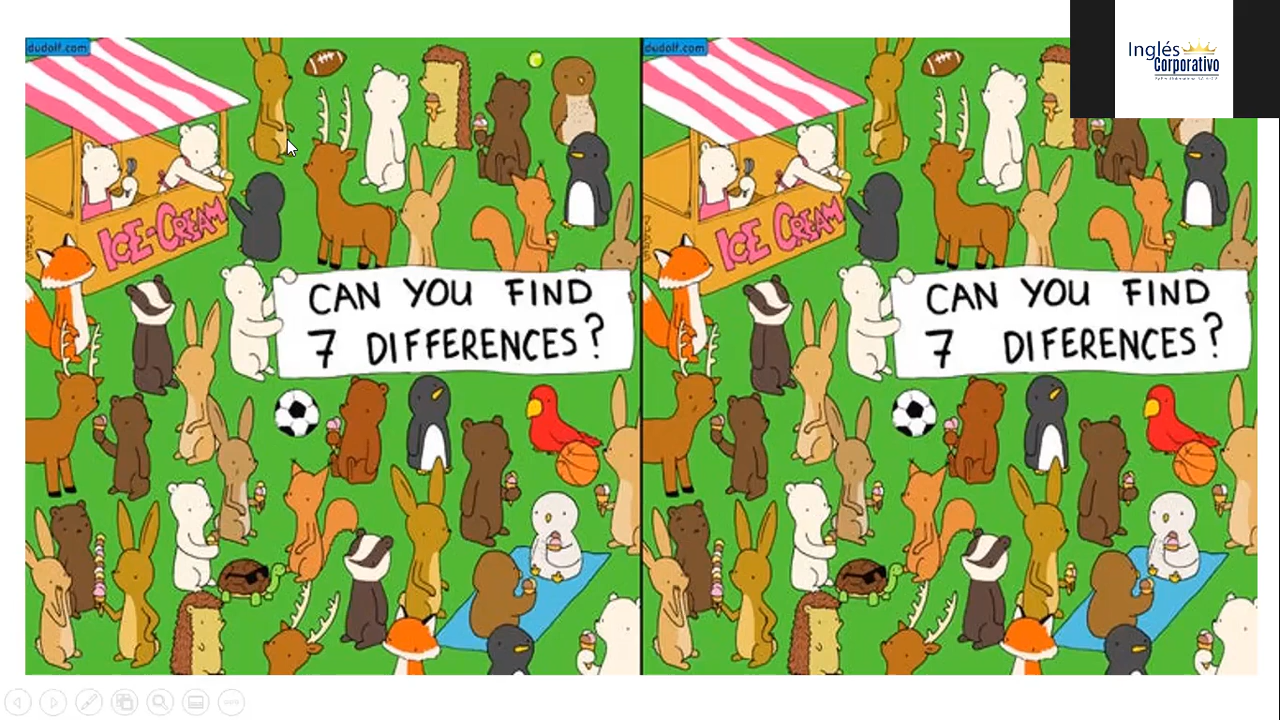 dudolf.com
dudolf.com
Inglés
Corporativo
ICE-CREAM
ICE CREAM
CAN YOU FIND
7 DIFFERENCES?
CAN YOU FIND
7 DIFERENCES?